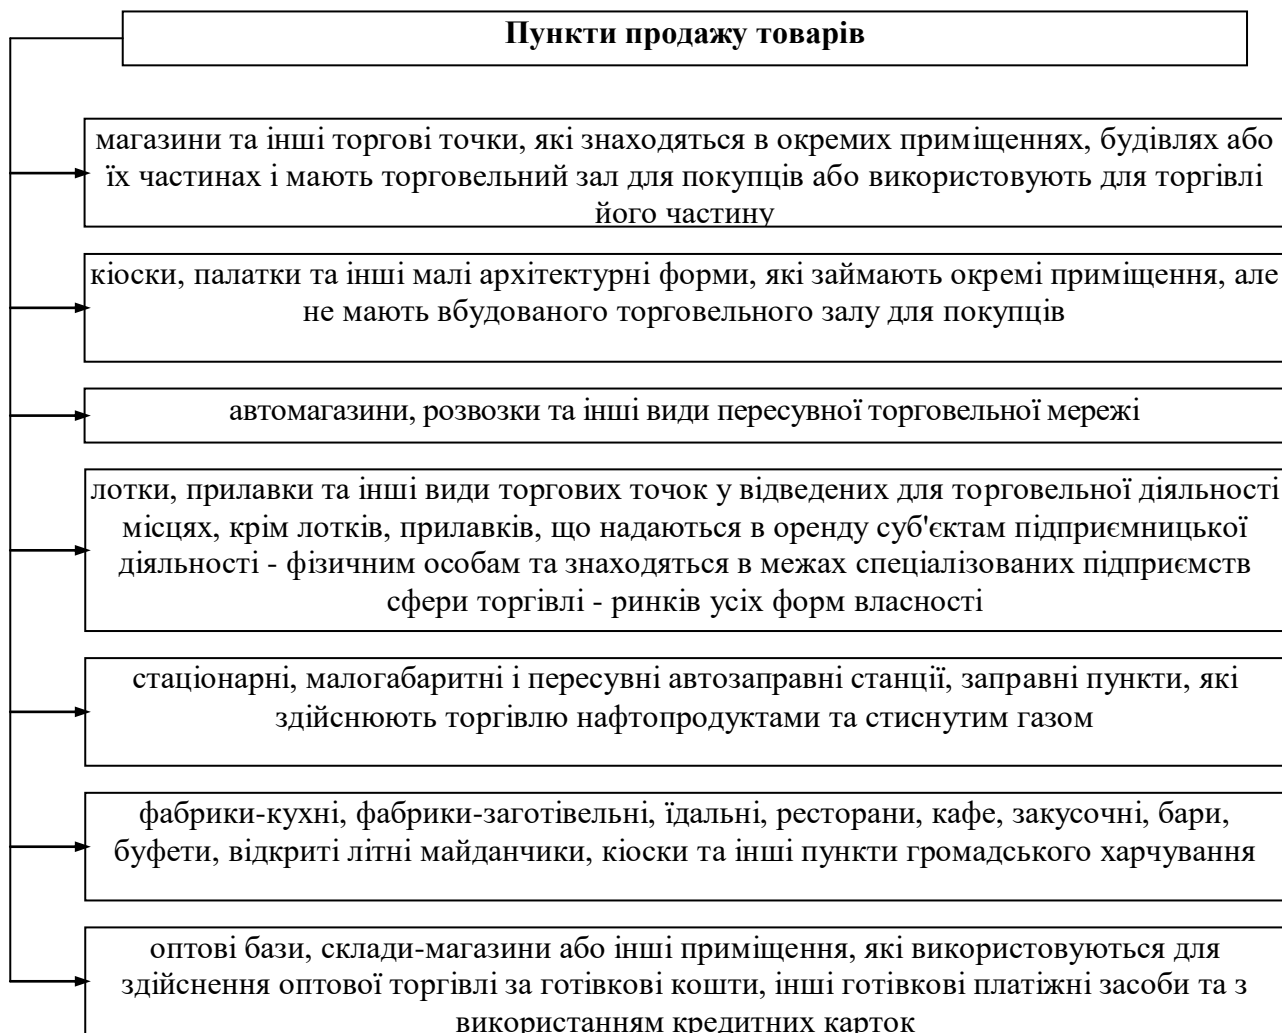 Пункти продажу товарів
магазини та інші торгові точки, які знаходяться в окремих приміщеннях, будівлях або
їх частинах і мають торговельний зал для покупців або використовують для торгівлі
його частину
кіоски, палатки та інші малі архітектурні форми, які займають окремі приміщення, але
не мають вбудованого торговельного залу для покупців
автомагазини, розвозки та інші види пересувної торговельної мережі
лотки, прилавки та інші види торгових точок у відведених для торговельної діяльності
місцях, крім лотків, прилавків, що надаються в оренду суб'єктам підприємницької
діяльності - фізичним особам та знаходяться в межах спеціалізованих підприємств
сфери торгівлі - ринків усіх форм власності
стаціонарні, малогабаритні і пересувні автозаправні станції, заправні пункти, які
здійснюють торгівлю нафтопродуктами та стиснутим газом
фабрики-кухні, фабрики-заготівельні, їдальні, ресторани, кафе, закусочні, бари,
буфети, відкриті літні майданчики, кіоски та інші пункти громадського харчування
оптові бази, склади-магазини або інші приміщення, які використовуються для
здійснення оптової торгівлі за готівкові кошти, інші готівкові платіжні засоби та з
використанням кредитних карток